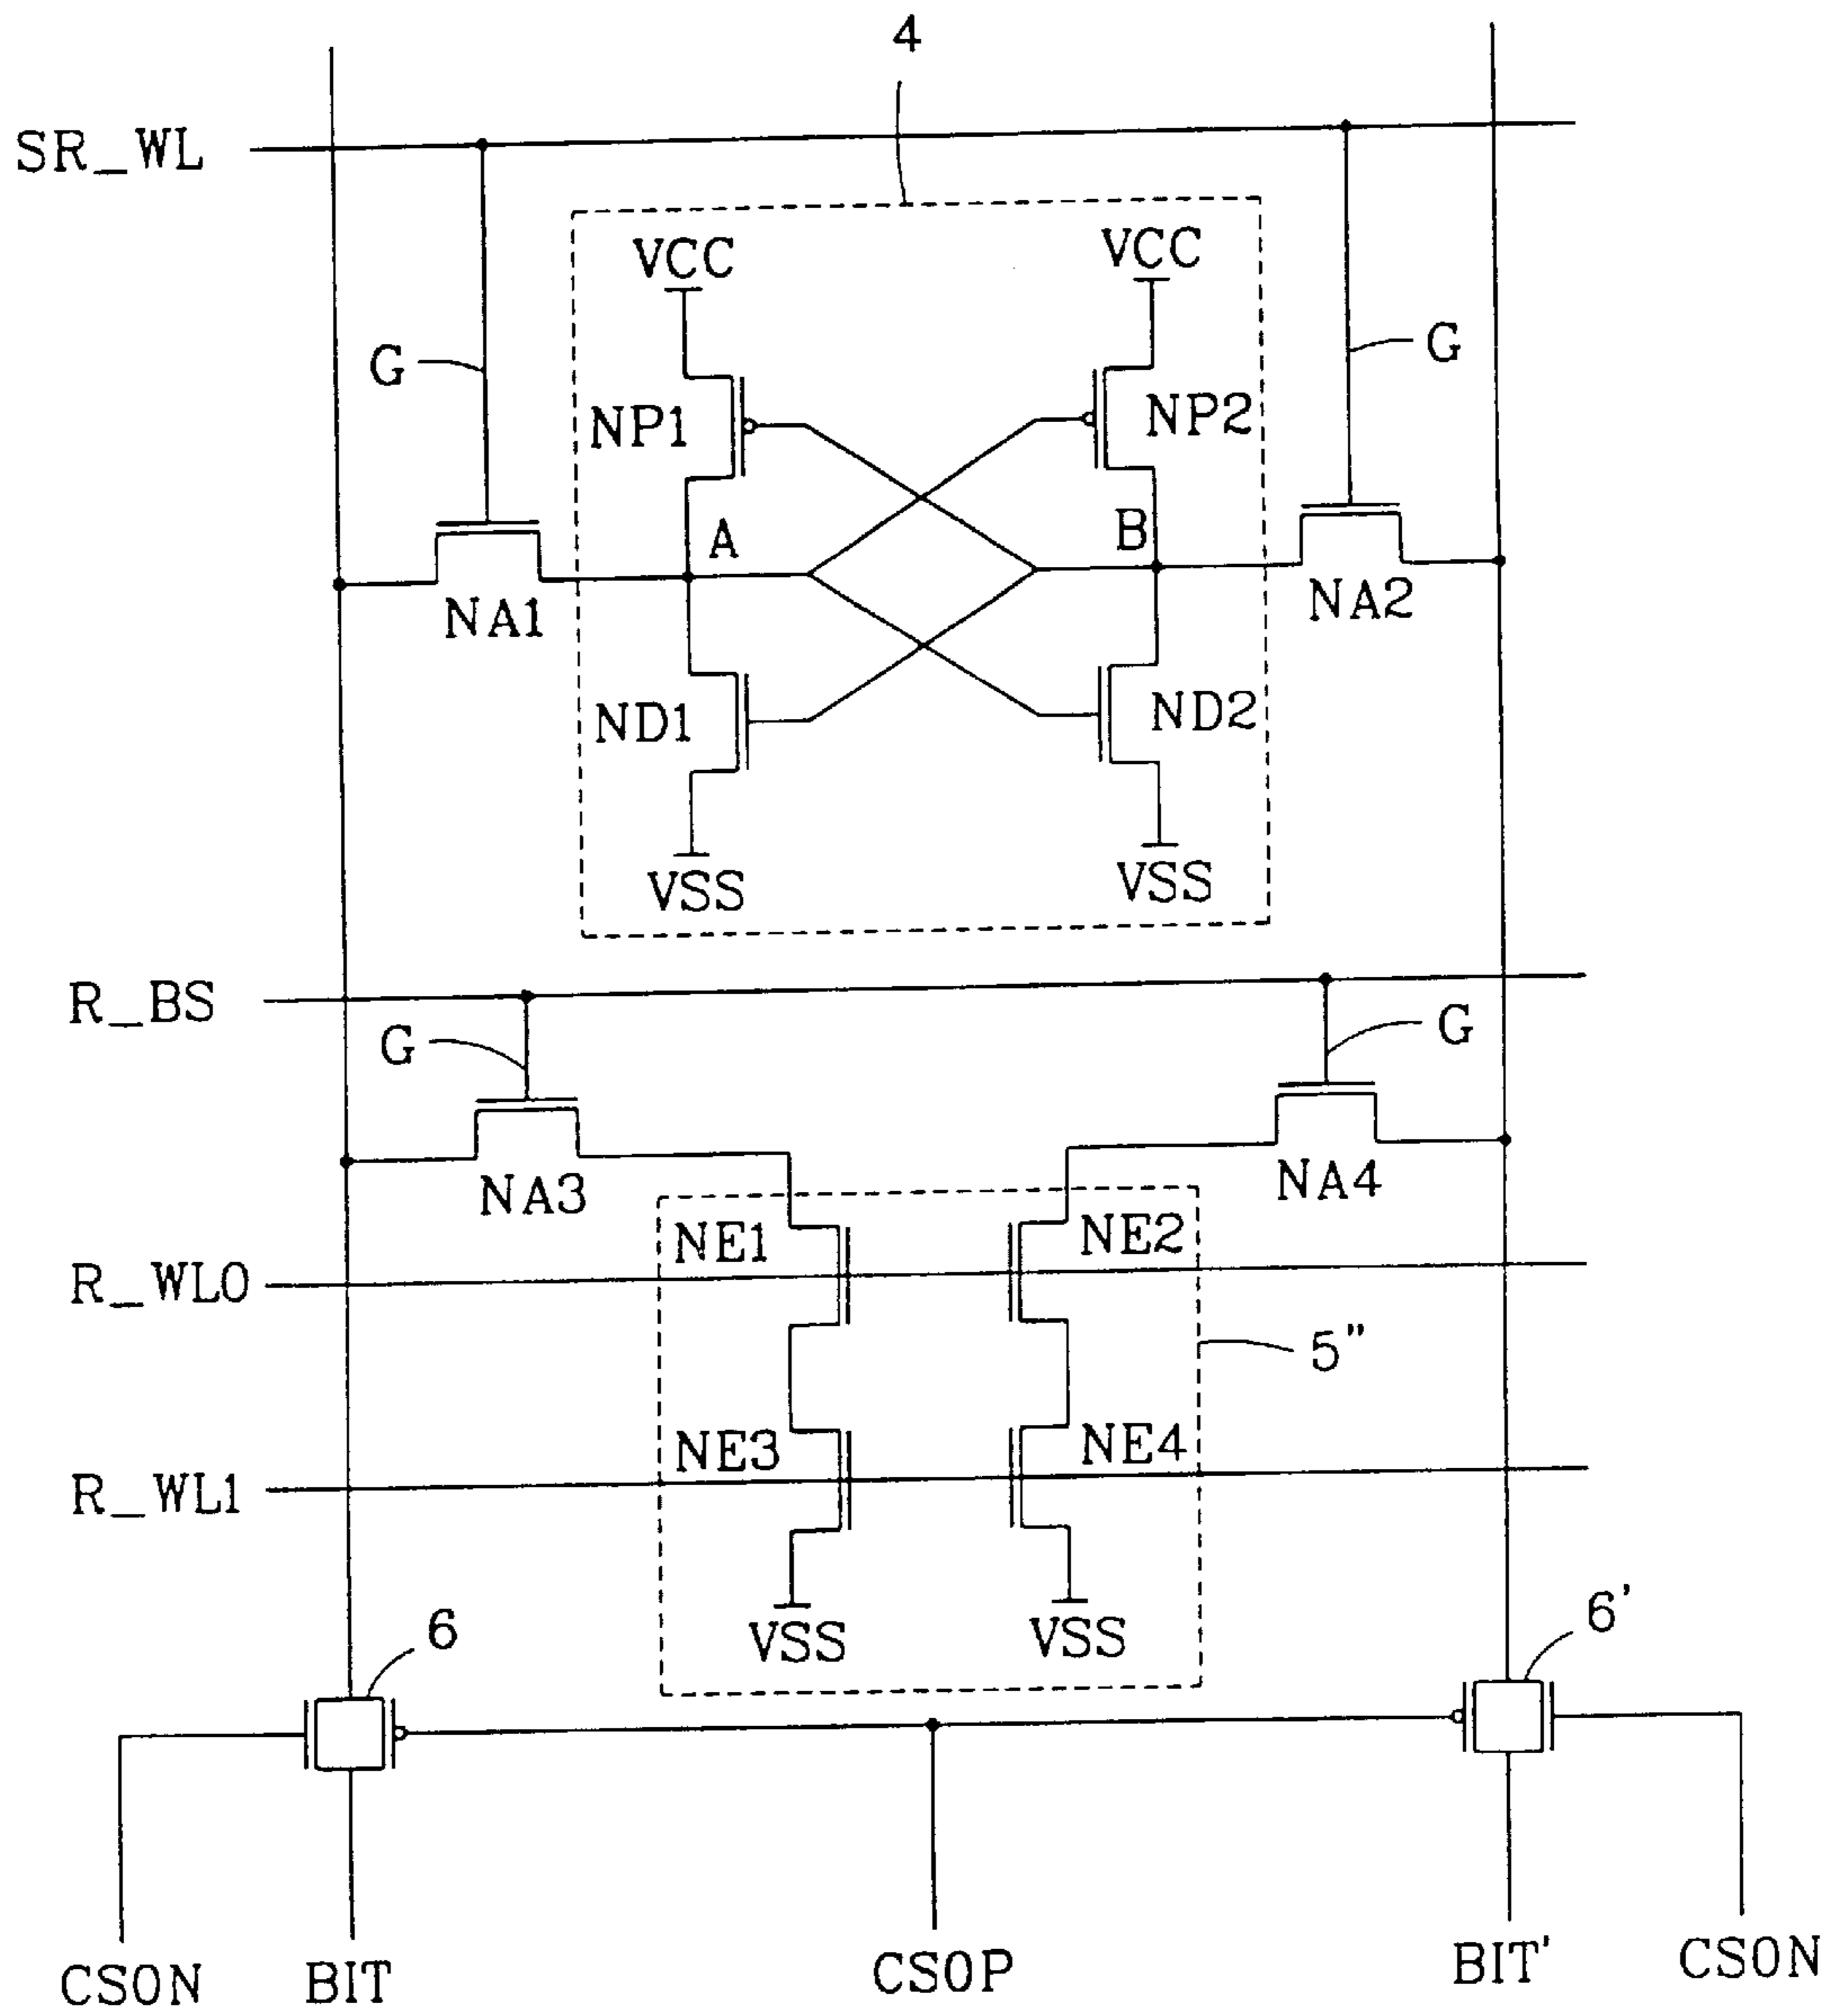 4
SR_WL
VCC
VCC
G
G
NP1
NP2
A
B
NA1
NA2
ND1
ND2
VSS
VSS
R_BS
G
G
NA3
NA4
NE1
NE2
R_WL0
5"
NE3
NE4
R_WL1
6
VSS
VSS
6'
CS0N
BIT
CS0P
BIT'
CS0N